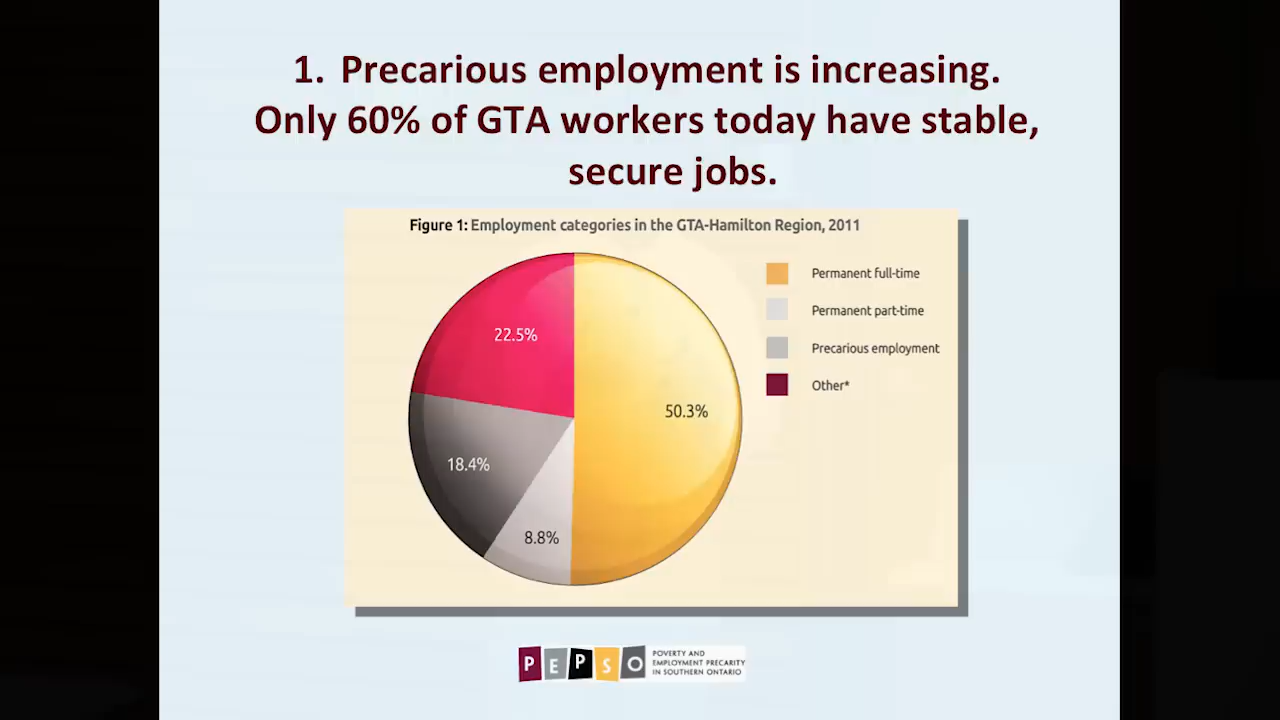 1. Precarious employment is increasing.
Only 60% of GTA workers today have stable,
secure jobs.
Figure 1: Employment categories in the GTA-Hamilton Region, 2011
Permanent full-time
Permanent part-time
Precarious employment
Other*
22.5%
50.3%
18.4%
8.8%
PEPSO
POVERTY AND
EMPLOYMENT PRECARITY
IN SOUTHERN ONTARIO